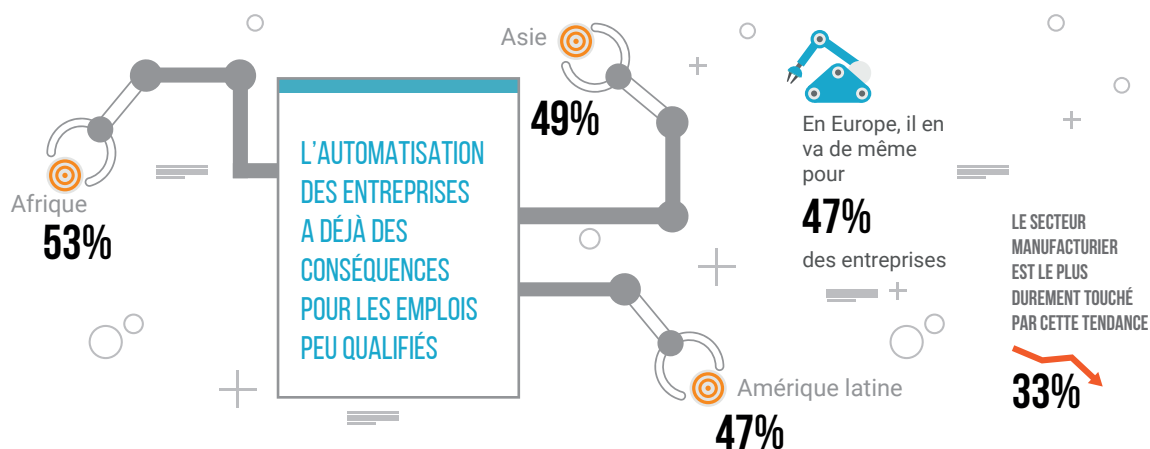 Afrique
53%
L'AUTOMATISATION
DES ENTREPRISES
A DÉJÀ DES
CONSÉQUENCES
POUR LES EMPLOIS
PEU QUALIFIÉS
Asie
49%
Amérique latine
47%
En Europe, il en
va de même
pour
47%
des entreprises
LE SECTEUR
MANUFACTURIER
EST LE PLUS
DUREMENT TOUCHÉ
PAR CETTE TENDANCE
33%